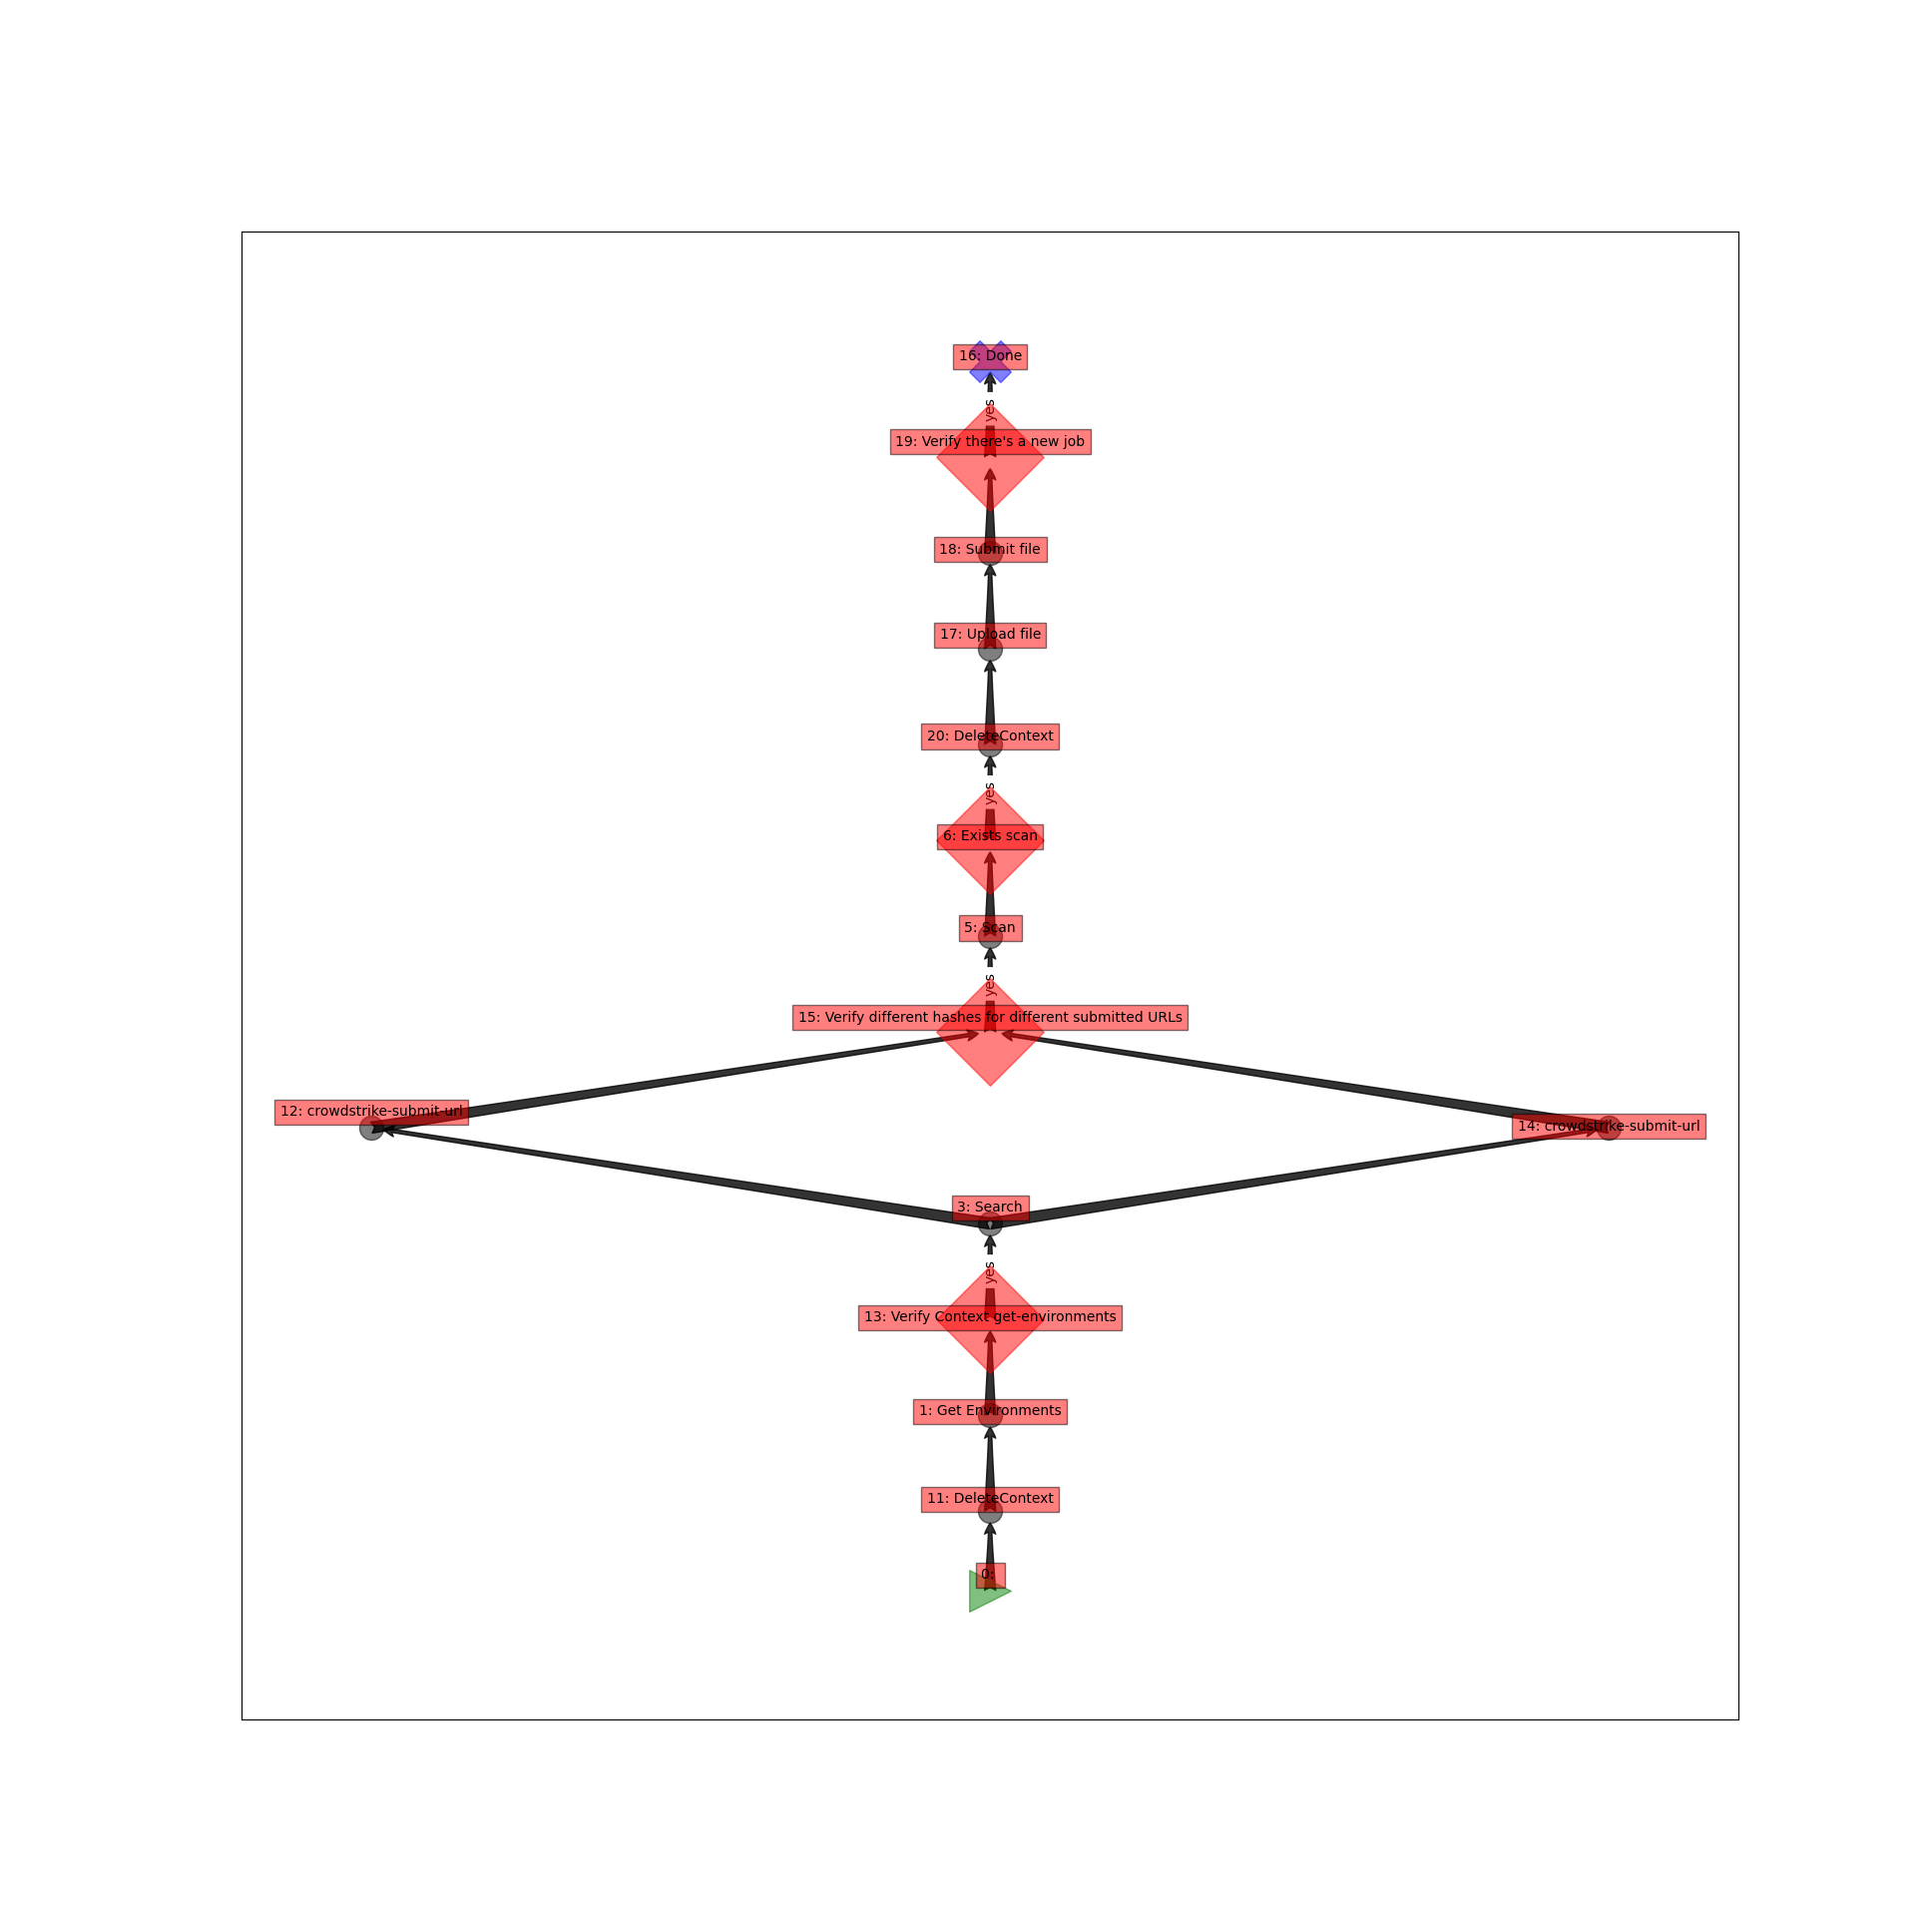 16: Done
yes
19: Verify there's a new job
18: Submit file
17: Upload file
20: DeleteContext
yes
6: Exists scan
5: Scan
yes
15: Verify different hashes for different submitted URLs
12: crowdstrike-submit-url
14: crowdstrike-submit-url
3: Search
yes
13: Verify Context get-environments
1: Get Environments
11: DeleteContext
0: